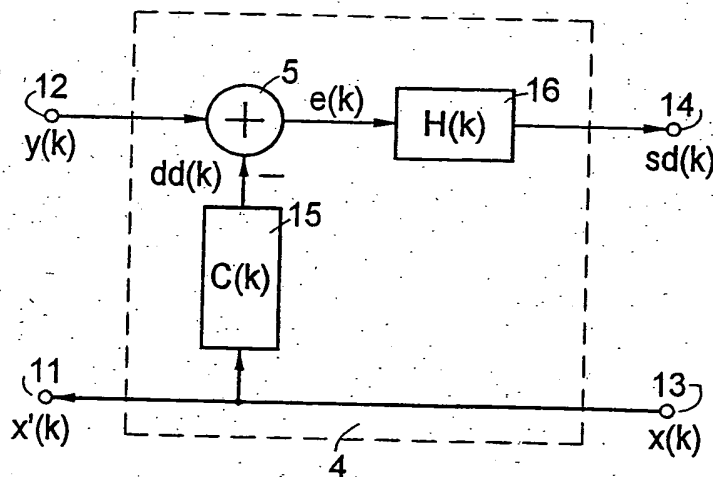 12
5
e(k)
16
14
+
H(k)
y(k)
dd(k)
−
sd(k)
15
C(k)
11
13
x'(k)
x(k)
4